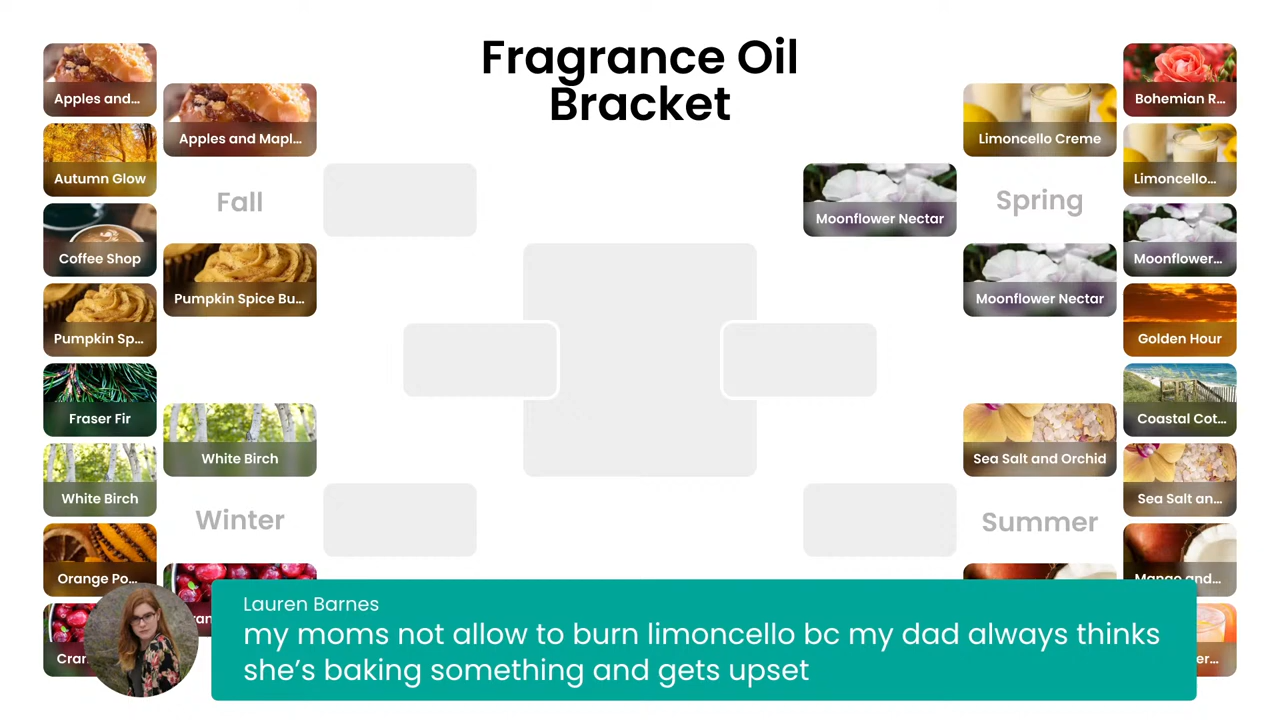 Fragrance Oil
Bracket
Apples and...
Autumn Glow
Coffee Shop
Pumpkin Sp...
Fraser Fir
White Birch
Orange Po...
Cran
Apples and Mapl...
Fall
Pumpkin Spice Bu...
White Birch
Winter
Moonflower Nectar
Limoncello Creme
Spring
Moonflower Nectar
Sea Salt and Orchid
Summer
Bohemian R...
Limoncello...
Moonflower...
Golden Hour
Coastal Cot...
Sea Salt an...
Mango and...
er...
Lauren Barnes
my moms not allow to burn limoncello bc my dad always thinks
she's baking something and gets upset